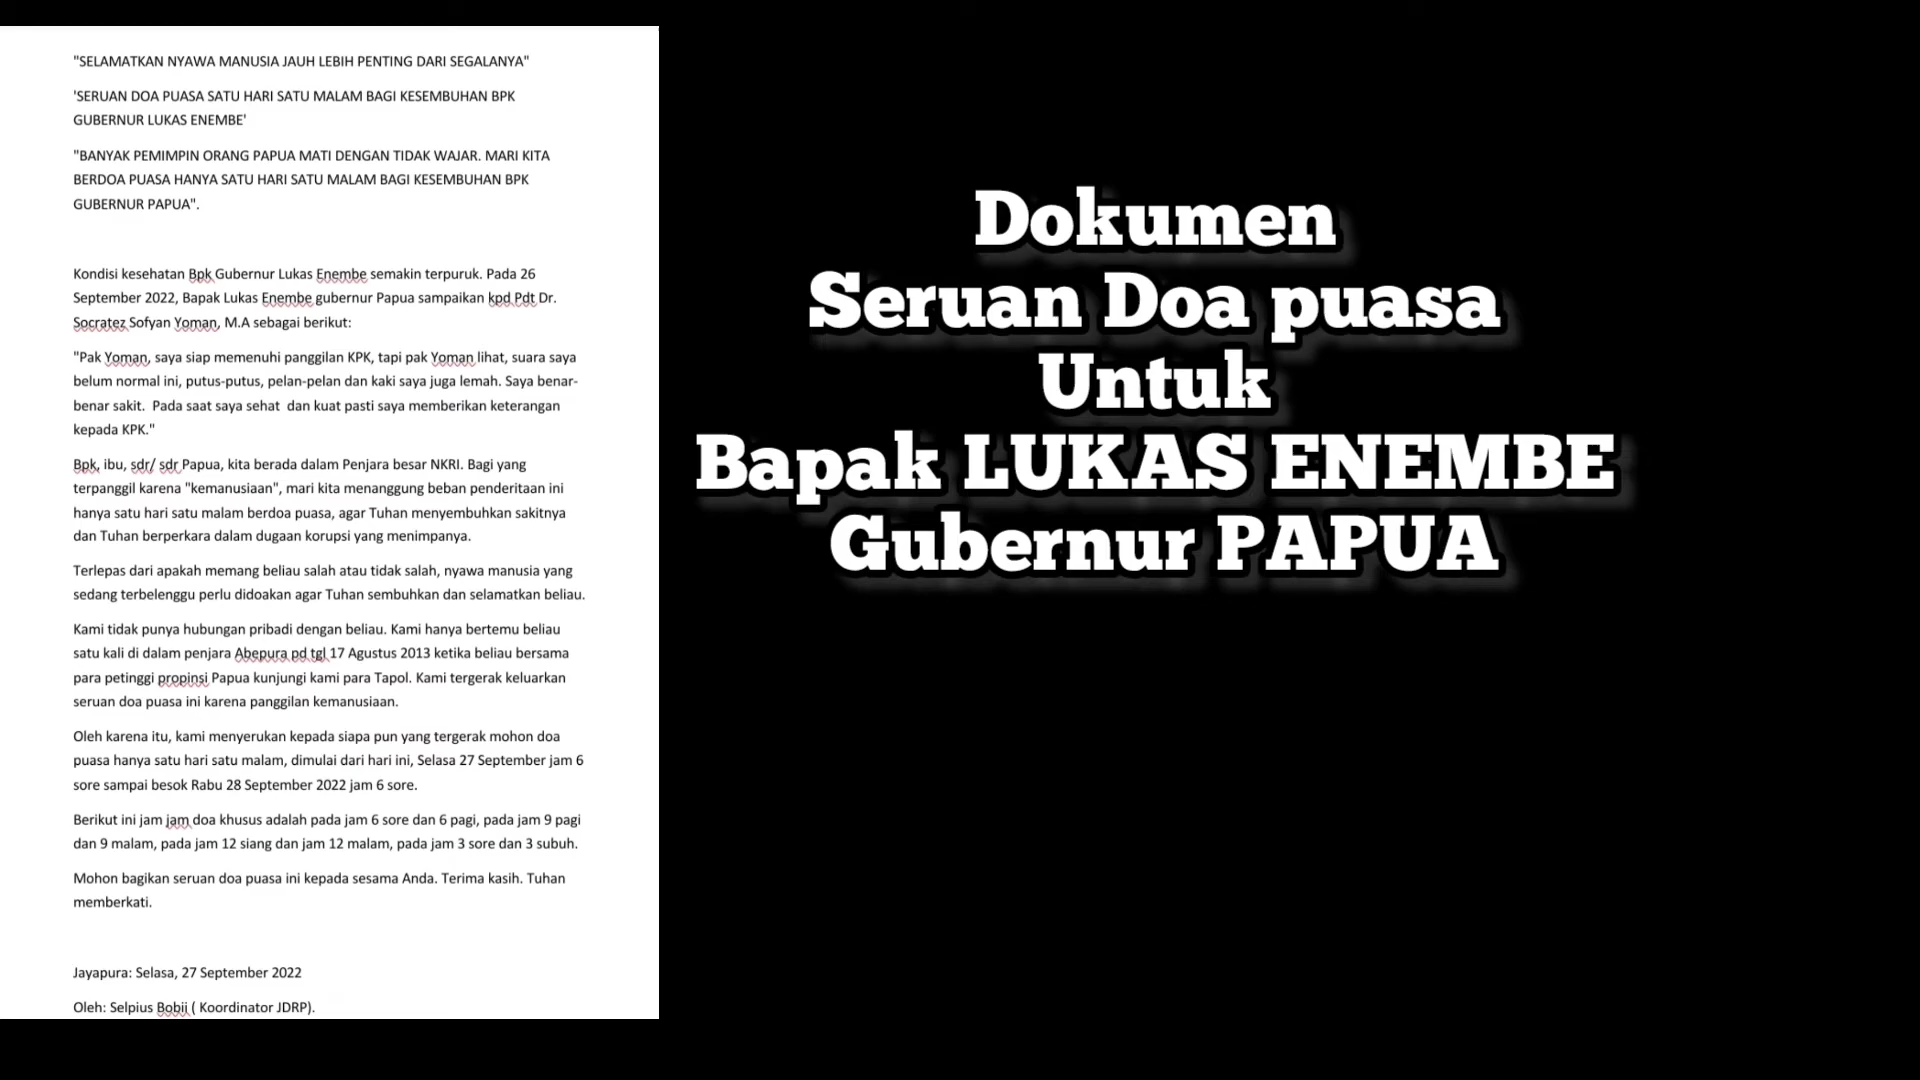 "SELAMATKAN NYAWA MANUSIA JAUH LEBIH PENTING DARI SEGALANYA"
'SERUAN DOA PUASA SATU HARI SATU MALAM BAGI KESEMBUHAN BPK
GUBERNUR LUKAS ENEMBE'
"BANYAK PEMIMPIN ORANG PAPUA MATI DENGAN TIDAK WAJAR. MARI KITA
BERDOA PUASA HANYA SATU HARI SATU MALAM BAGI KESEMBUHAN BPK
GUBERNUR PAPUA".
Kondisi kesehatan Bpk Gubernur Lukas Enembe semakin terpuruk. Pada 26
September 2022, Bapak Lukas Enembe gubernur Papua sampaikan kpd Pdt Dr.
Socratez Sofyan Yoman, M.A sebagai berikut:
"Pak Yoman, saya siap memenuhi panggilan KPK, tapi pak Yoman lihat, suara saya
belum normal ini, putus-putus, pelan-pelan dan kaki saya juga lemah. Saya benar-
benar sakit.  Pada saat saya sehat  dan kuat pasti saya memberikan keterangan
kepada KPK."
Bpk, ibu, sdr/ sdr Papua, kita berada dalam Penjara besar NKRI. Bagi yang
terpanggil karena "kemanusiaan", mari kita menanggung beban penderitaan ini
hanya satu hari satu malam berdoa puasa, agar Tuhan menyembuhkan sakitnya
dan Tuhan berperkara dalam dugaan korupsi yang menimpanya.
Terlepas dari apakah memang beliau salah atau tidak salah, nyawa manusia yang
sedang terbelenggu perlu didoakan agar Tuhan sembuhkan dan selamatkan beliau.
Kami tidak punya hubungan pribadi dengan beliau. Kami hanya bertemu beliau
satu kali di dalam penjara Abepura pd tgl 17 Agustus 2013 ketika beliau bersama
para petinggi propinsi Papua kunjungi kami para Tapol. Kami tergerak keluarkan
seruan doa puasa ini karena panggilan kemanusiaan.
Oleh karena itu, kami menyerukan kepada siapa pun yang tergerak mohon doa
puasa hanya satu hari satu malam, dimulai dari hari ini, Selasa 27 September jam 6
sore sampai besok Rabu 28 September 2022 jam 6 sore.
Berikut ini jam jam doa khusus adalah pada jam 6 sore dan 6 pagi, pada jam 9 pagi
dan 9 malam, pada jam 12 siang dan jam 12 malam, pada jam 3 sore dan 3 subuh.
Mohon bagikan seruan doa puasa ini kepada sesama Anda. Terima kasih. Tuhan
memberkati.
Jayapura: Selasa, 27 September 2022
Oleh: Selpius Bobii ( Koordinator JDRP).
Dokumen
Seruan Doa puasa
Untuk
Bapak LUKAS ENEMBE
Gubernur PAPUA